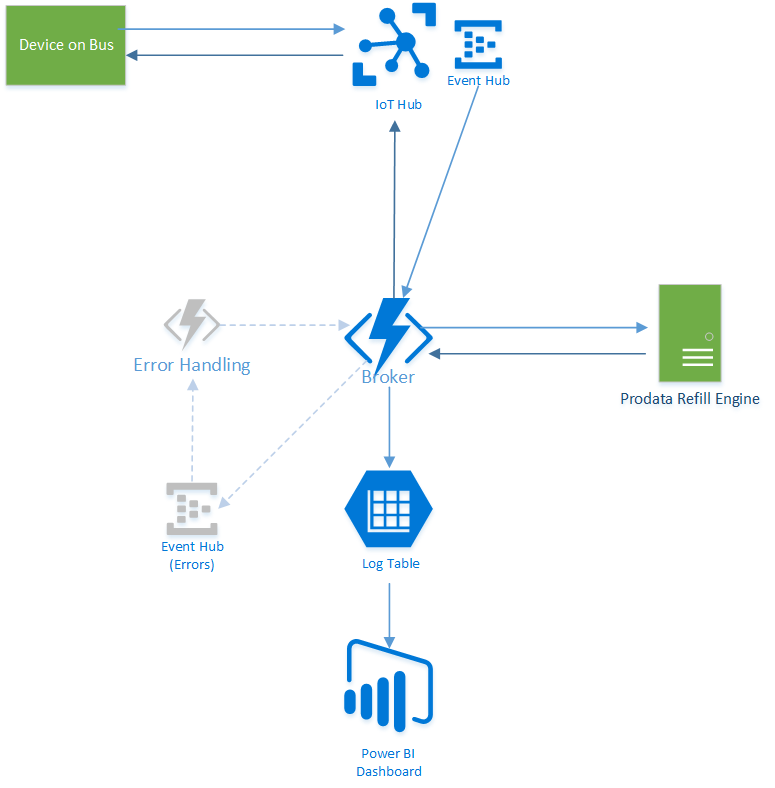 Device on Bus
Event Hub
IoT Hub
Error Handling
Broker
Prodata Refill Engine
Event Hub
(Errors)
Log Table
Power BI
Dashboard